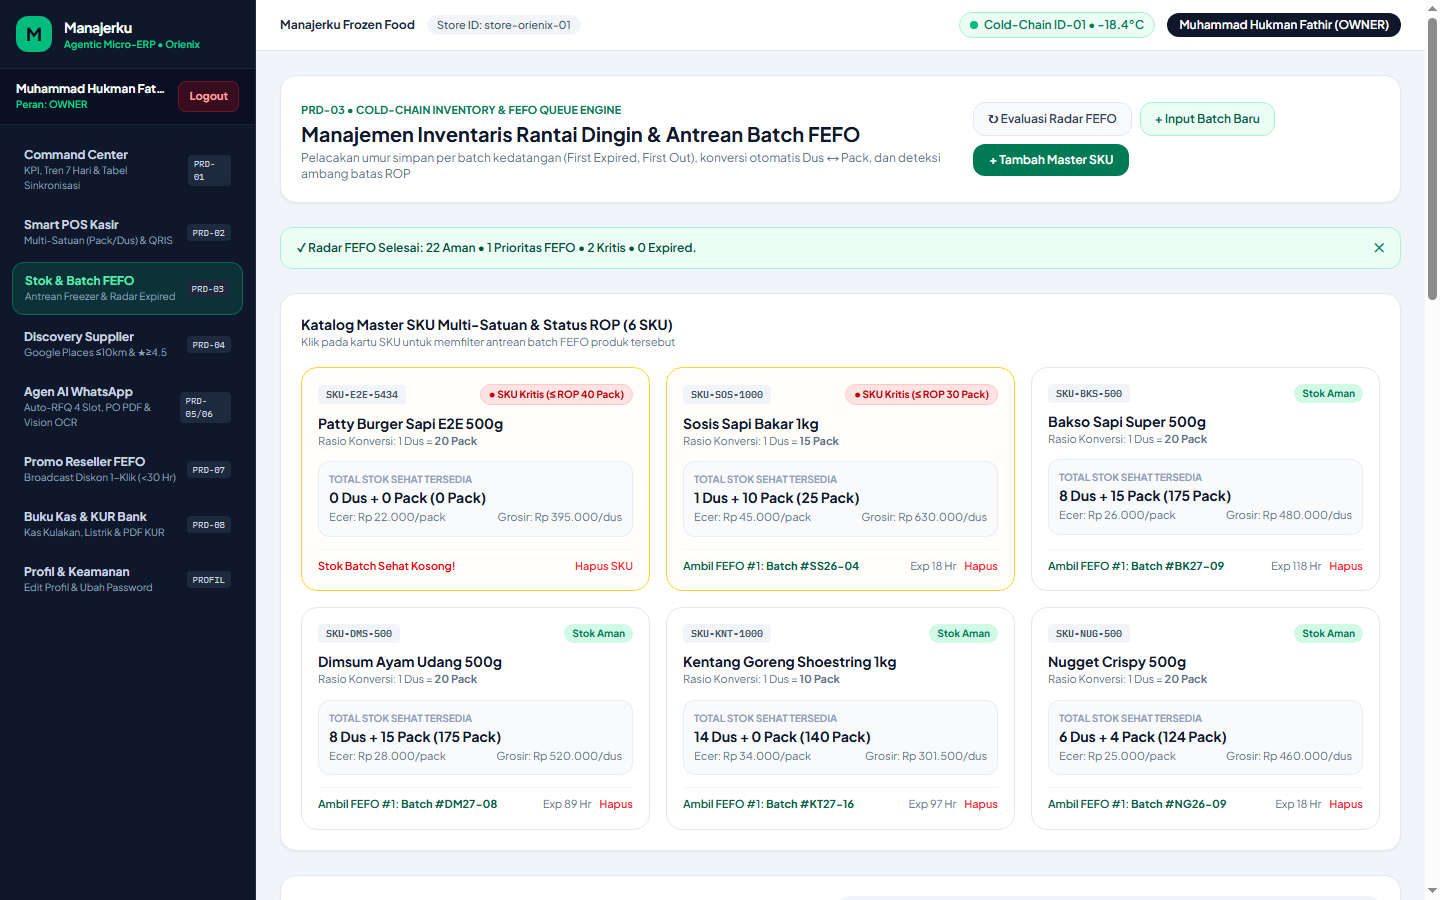 M
Manajerku
Agentic Micro-ERP • Orienix
Muhammad Hukman Fat...
Peran: OWNER
Logout
Command Center
KPI, Tren 7 Hari & Tabel
Sinkronisasi
PRD-
01
Smart POS Kasir
Multi-Satuan (Pack/Dus) & QRIS
PRD-02
Stok & Batch FEFO
Antrean Freezer & Radar Expired
PRD-03
Discovery Supplier
Google Places ≤10km & ★≥4.5
PRD-04
Agen AI WhatsApp
Auto-RFQ 4 Slot, PO PDF &
Vision OCR
PRD-
05/06
Promo Reseller FEFO
Broadcast Diskon 1-Klik (<30 Hr)
PRD-07
Buku Kas & KUR Bank
Kas Kulakan, Listrik & PDF KUR
PRD-08
Profil & Keamanan
Edit Profil & Ubah Password
PROFIL
Manajerku Frozen Food
Store ID: store-orienix-01
Cold-Chain ID-01 • -18.4°C
Muhammad Hukman Fathir (OWNER)
PRD-03 • COLD-CHAIN INVENTORY & FEFO QUEUE ENGINE
Manajemen Inventaris Rantai Dingin & Antrean Batch FEFO
Pelacakan umur simpan per batch kedatangan (First Expired, First Out), konversi otomatis Dus ↔ Pack, dan deteksi
ambang batas ROP
↻ Evaluasi Radar FEFO
+ Input Batch Baru
+ Tambah Master SKU
✓ Radar FEFO Selesai: 22 Aman • 1 Prioritas FEFO • 2 Kritis • 0 Expired.
✕
Katalog Master SKU Multi-Satuan & Status ROP (6 SKU)
Klik pada kartu SKU untuk memfilter antrean batch FEFO produk tersebut
SKU-E2E-5434
● SKU Kritis (≤ ROP 40 Pack)
Patty Burger Sapi E2E 500g
Rasio Konversi: 1 Dus = 20 Pack
TOTAL STOK SEHAT TERSEDIA
0 Dus + 0 Pack (0 Pack)
Ecer: Rp 22.000/pack
Grosir: Rp 395.000/dus
Stok Batch Sehat Kosong!
Hapus SKU
SKU-SOS-1000
● SKU Kritis (≤ ROP 30 Pack)
Sosis Sapi Bakar 1kg
Rasio Konversi: 1 Dus = 15 Pack
TOTAL STOK SEHAT TERSEDIA
1 Dus + 10 Pack (25 Pack)
Ecer: Rp 45.000/pack
Grosir: Rp 630.000/dus
Ambil FEFO #1: Batch #SS26-04
Exp 18 Hr
Hapus
SKU-BKS-500
Stok Aman
Bakso Sapi Super 500g
Rasio Konversi: 1 Dus = 20 Pack
TOTAL STOK SEHAT TERSEDIA
8 Dus + 15 Pack (175 Pack)
Ecer: Rp 26.000/pack
Grosir: Rp 480.000/dus
Ambil FEFO #1: Batch #BK27-09
Exp 118 Hr
Hapus
SKU-DMS-500
Stok Aman
Dimsum Ayam Udang 500g
Rasio Konversi: 1 Dus = 20 Pack
TOTAL STOK SEHAT TERSEDIA
8 Dus + 15 Pack (175 Pack)
Ecer: Rp 28.000/pack
Grosir: Rp 520.000/dus
Ambil FEFO #1: Batch #DM27-08
Exp 89 Hr
Hapus
SKU-KNT-1000
Stok Aman
Kentang Goreng Shoestring 1kg
Rasio Konversi: 1 Dus = 10 Pack
TOTAL STOK SEHAT TERSEDIA
14 Dus + 0 Pack (140 Pack)
Ecer: Rp 34.000/pack
Grosir: Rp 301.500/dus
Ambil FEFO #1: Batch #KT27-16
Exp 97 Hr
Hapus
SKU-NUG-500
Stok Aman
Nugget Crispy 500g
Rasio Konversi: 1 Dus = 20 Pack
TOTAL STOK SEHAT TERSEDIA
6 Dus + 4 Pack (124 Pack)
Ecer: Rp 25.000/pack
Grosir: Rp 460.000/dus
Ambil FEFO #1: Batch #NG26-09
Exp 18 Hr
Hapus